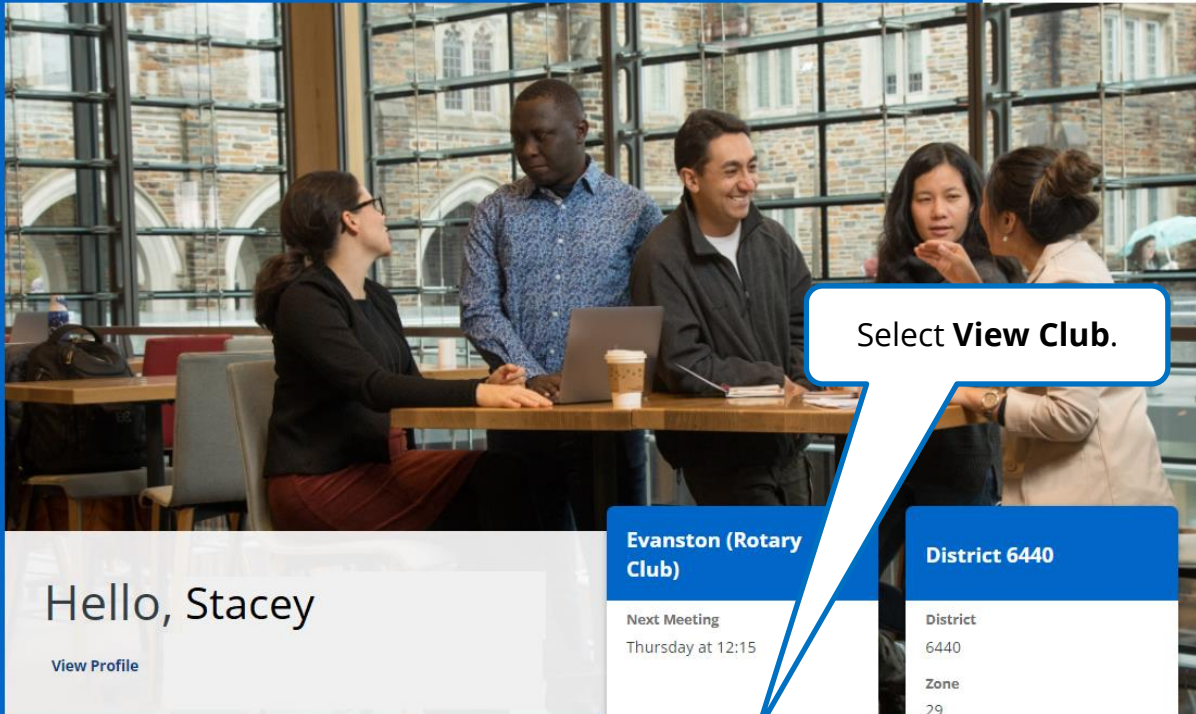 Select View Club.
Evanston (Rotary
Club)
District 6440
Hello, Stacey
Next Meeting
Thursday at 12:15
District
6440
View Profile
Zone
29